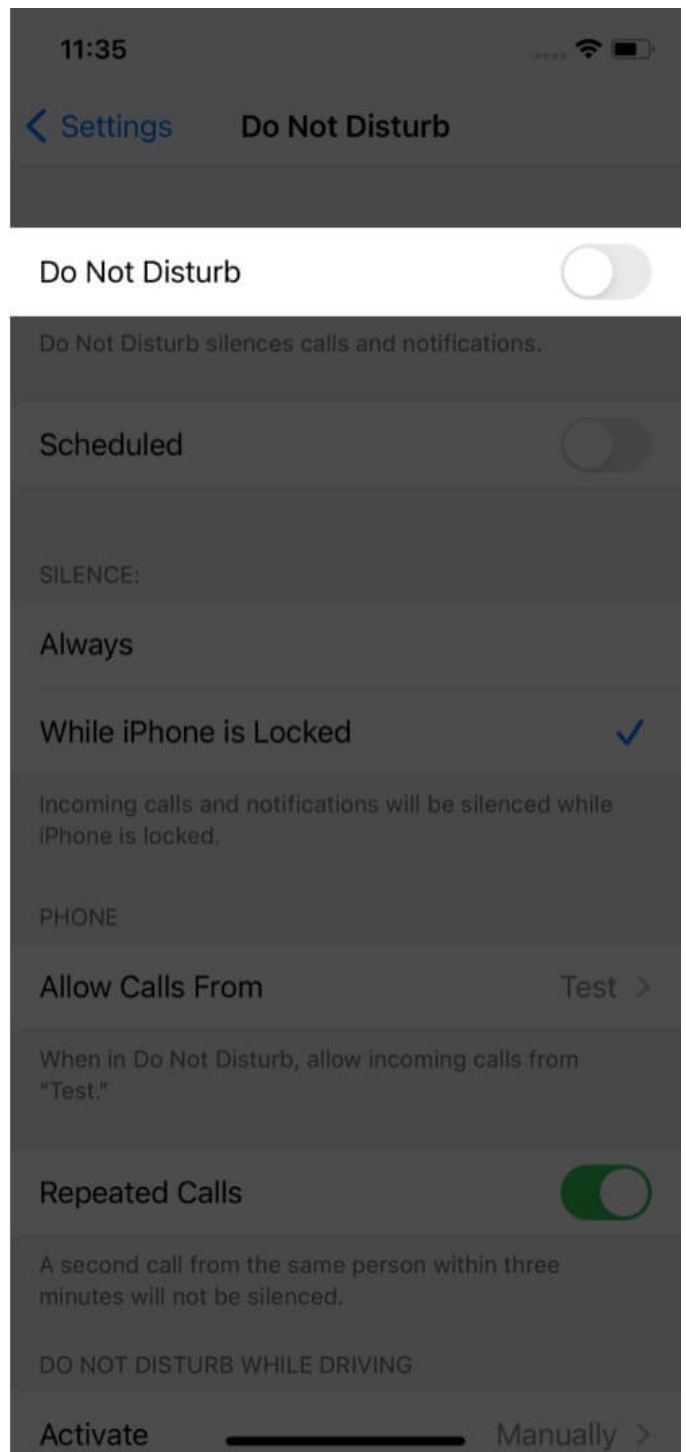 11:35
Settings Do Not Disturb
Do Not Disturb
Do Not Disturb silences calls and notifications.
Scheduled
SILENCE:
Always
While iPhone is Locked
Incoming calls and notifications will be silenced while
iPhone is locked.
PHONE
Allow Calls From Test
When in Do Not Disturb, allow incoming calls from
"Test."
Repeated Calls
A second call from the same person within three
minutes will not be silenced.
DO NOT DISTURB WHILE DRIVING
Activate Manually